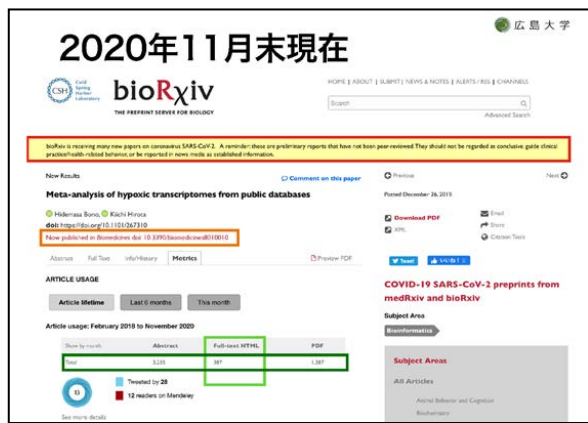 2020年11月末現在
広島大学
CSH
Cold
Spring
Harbor
Laboratory
bioRxiv
THE PREPRINT SERVER FOR BIOLOGY
HOME | ABOUT | SUBMIT | NEWS & NOTES | ALERTS / RSS | CHANNELS
Search
Advanced Search
bioRxiv is receiving many new papers on coronavirus SARS-CoV-2. A reminder: these are preliminary reports that have not been peer-reviewed. They should not be regarded as conclusive, guide clinical
practice/health-related behavior, or be reported in news media as established information.
New Results
Comment on this paper
Previous
Next
Meta-analysis of hypoxic transcriptomes from public databases
Posted December 26, 2019.
Hidemasa Bono, Kiichi Hirota
doi: https://doi.org/10.1101/267310
Now published in Biomedicines doi: 10.3390/biomedicines8010010
Download PDF
Email
XML
Share
Citation Tools
Abstract
Full Text
Info/History
Metrics
Preview PDF
Tweet
ARTICLE USAGE
COVID-19 SARS-CoV-2 preprints from
medRxiv and bioRxiv
Article lifetime
Last 6 months
This month
Subject Area
Bioinformatics
Article usage: February 2018 to November 2020
Show by month
Abstract
Full-text HTML
PDF
Total
387
1,387
Subject Areas
All Articles
Tweeted by 28
12 readers on Mendeley
Animal Behavior and Cognition
Biochemistry
See more details